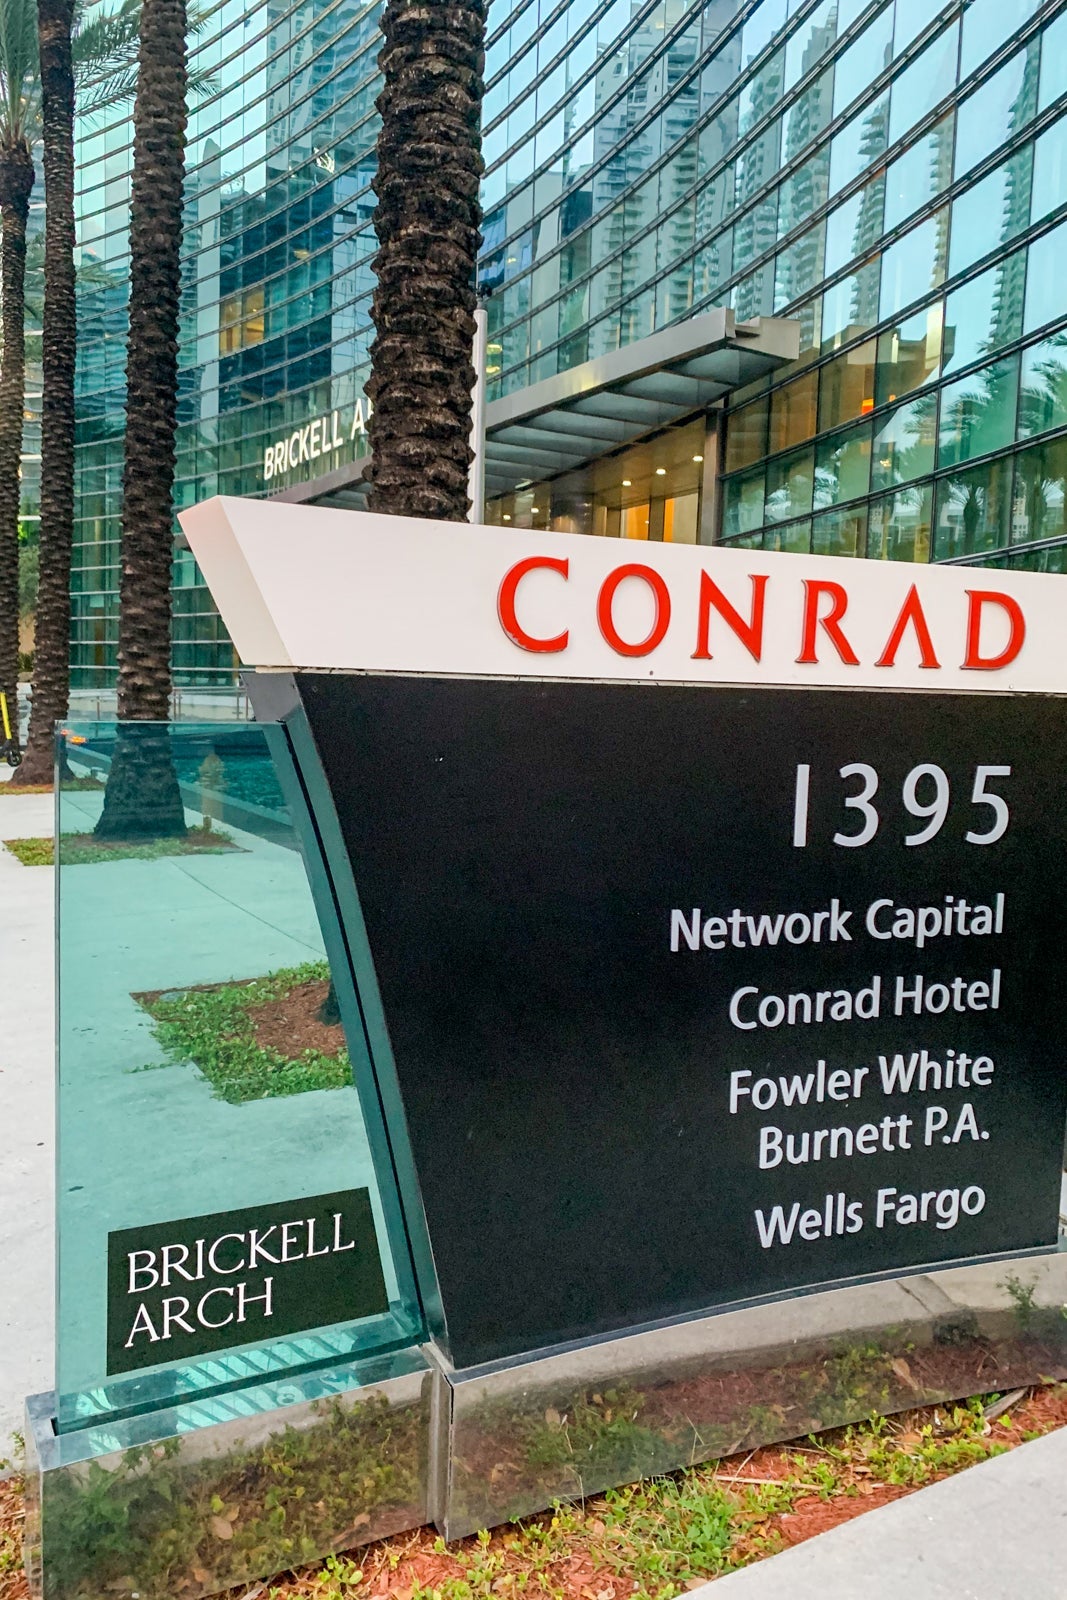 BRICKELL A
CONRAD
1395
Network Capital
Conrad Hotel
Fowler White
Burnett P.A.
Wells Fargo
BRICKELL
ARCH